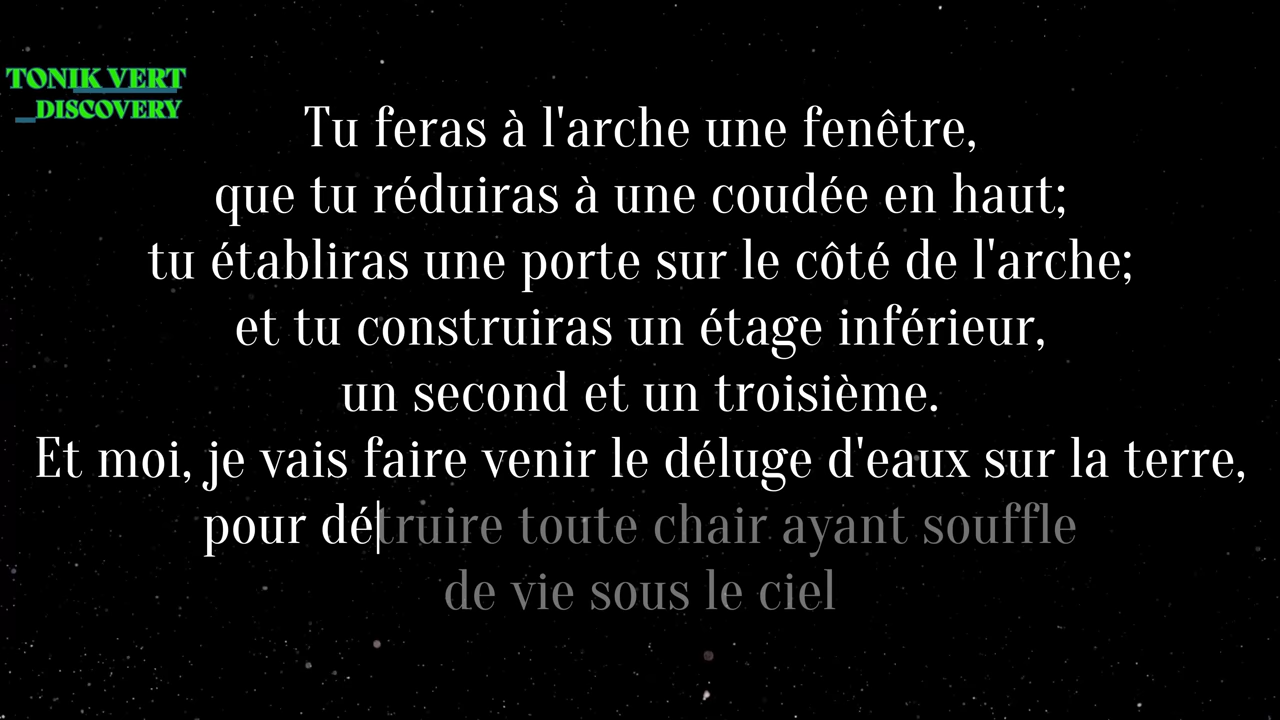 TONIK VERT
_DISCOVERY
Tu feras à l'arche une fenêtre,
que tu réduiras à une coudée en haut;
tu établiras une porte sur le côté de l'arche;
et tu construiras un étage inférieur,
un second et un troisième.
Et moi, je vais faire venir le déluge d'eaux sur la terre,
pour détruire toute chair ayant souffle
de vie sous le ciel